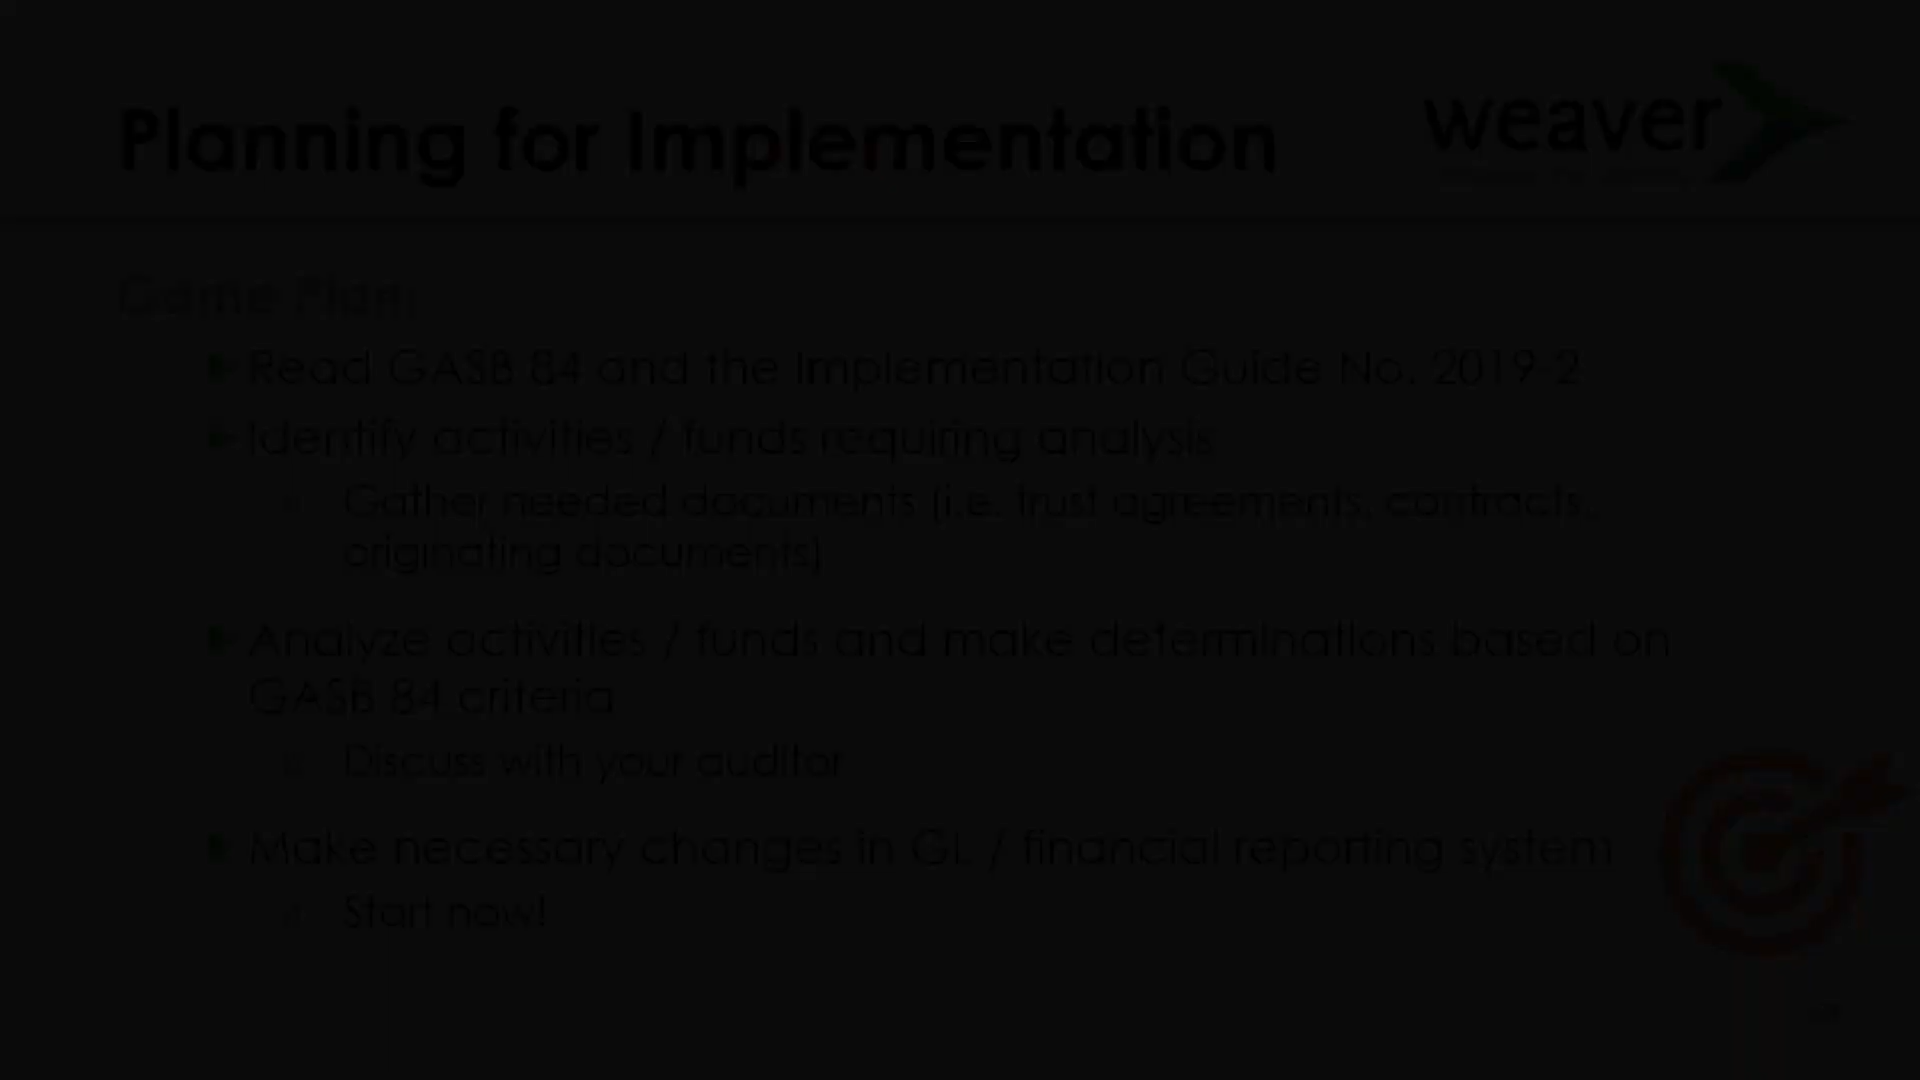 Planning for Implementation
weaver
Game Plan:
Read GASB 84 and the Implementation Guide No. 2019-2
Identify activities / funds requiring analysis
Gather needed documents (i.e. trust agreements, contracts,
originating documents)
Analyze activities / funds and make determinations based on
GASB 84 criteria
Discuss with your auditor
Make necessary changes in GL / financial reporting system
Start now!